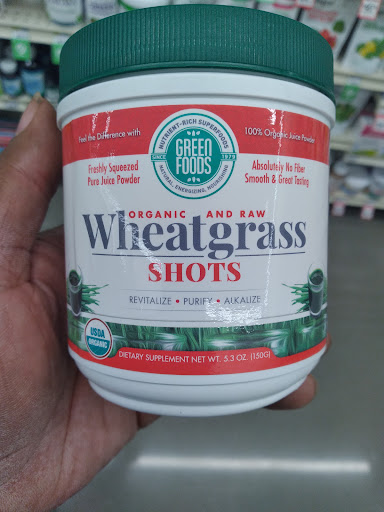 Feel the Difference with
100% Organic Juice Powder
NUTRIENT-RICH SUPERFOODS
SINCE 1979
GREEN
FOODS
NATURAL, ENERGIZING, NOURISHING
Freshly Squeezed
Pure Juice Powder
Absolutely No Fiber
Smooth & Great Tasting
ORGANIC AND RAW
Wheatgrass
SHOTS
REVITALIZE • PURIFY • ALKALIZE
USDA
ORGANIC
DIETARY SUPPLEMENT NET WT. 5.3 OZ. (150G)